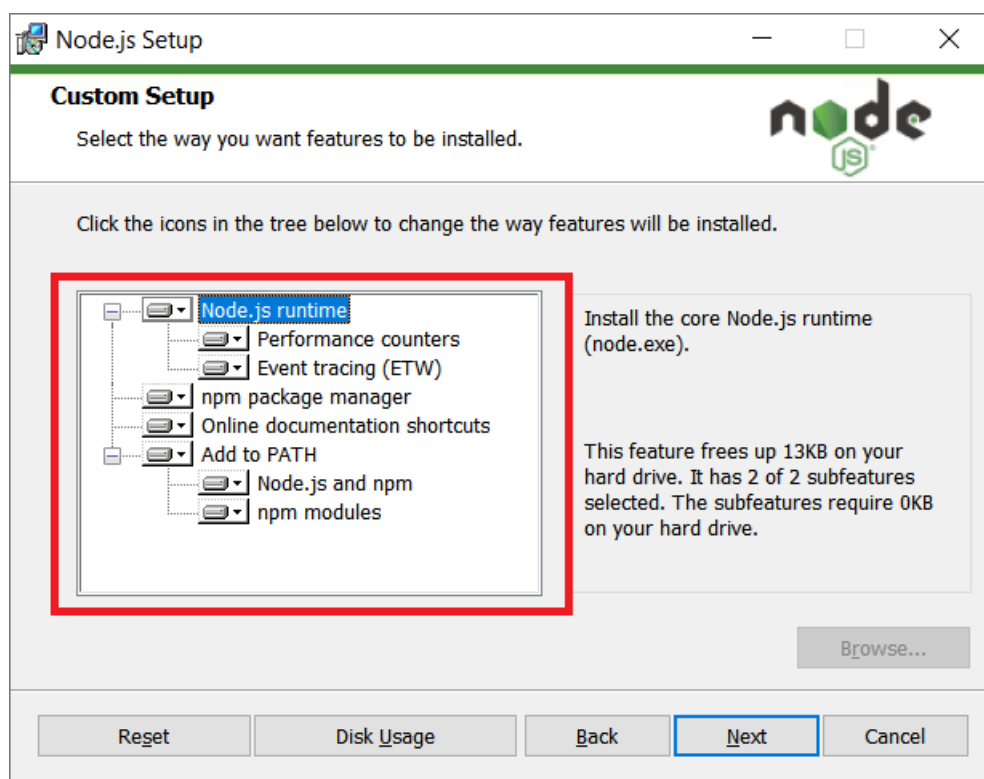 Node.js Setup
Custom Setup
Select the way you want features to be installed.
node
JS
Click the icons in the tree below to change the way features will be installed.
Node.js runtime
Performance counters
Event tracing (ETW)
npm package manager
Online documentation shortcuts
Add to PATH
Node.js and npm
npm modules
Install the core Node.js runtime
(node.exe).
This feature frees up 13KB on your
hard drive. It has 2 of 2 subfeatures
selected. The subfeatures require 0KB
on your hard drive.
Browse...
Reset
Disk Usage
Back
Next
Cancel